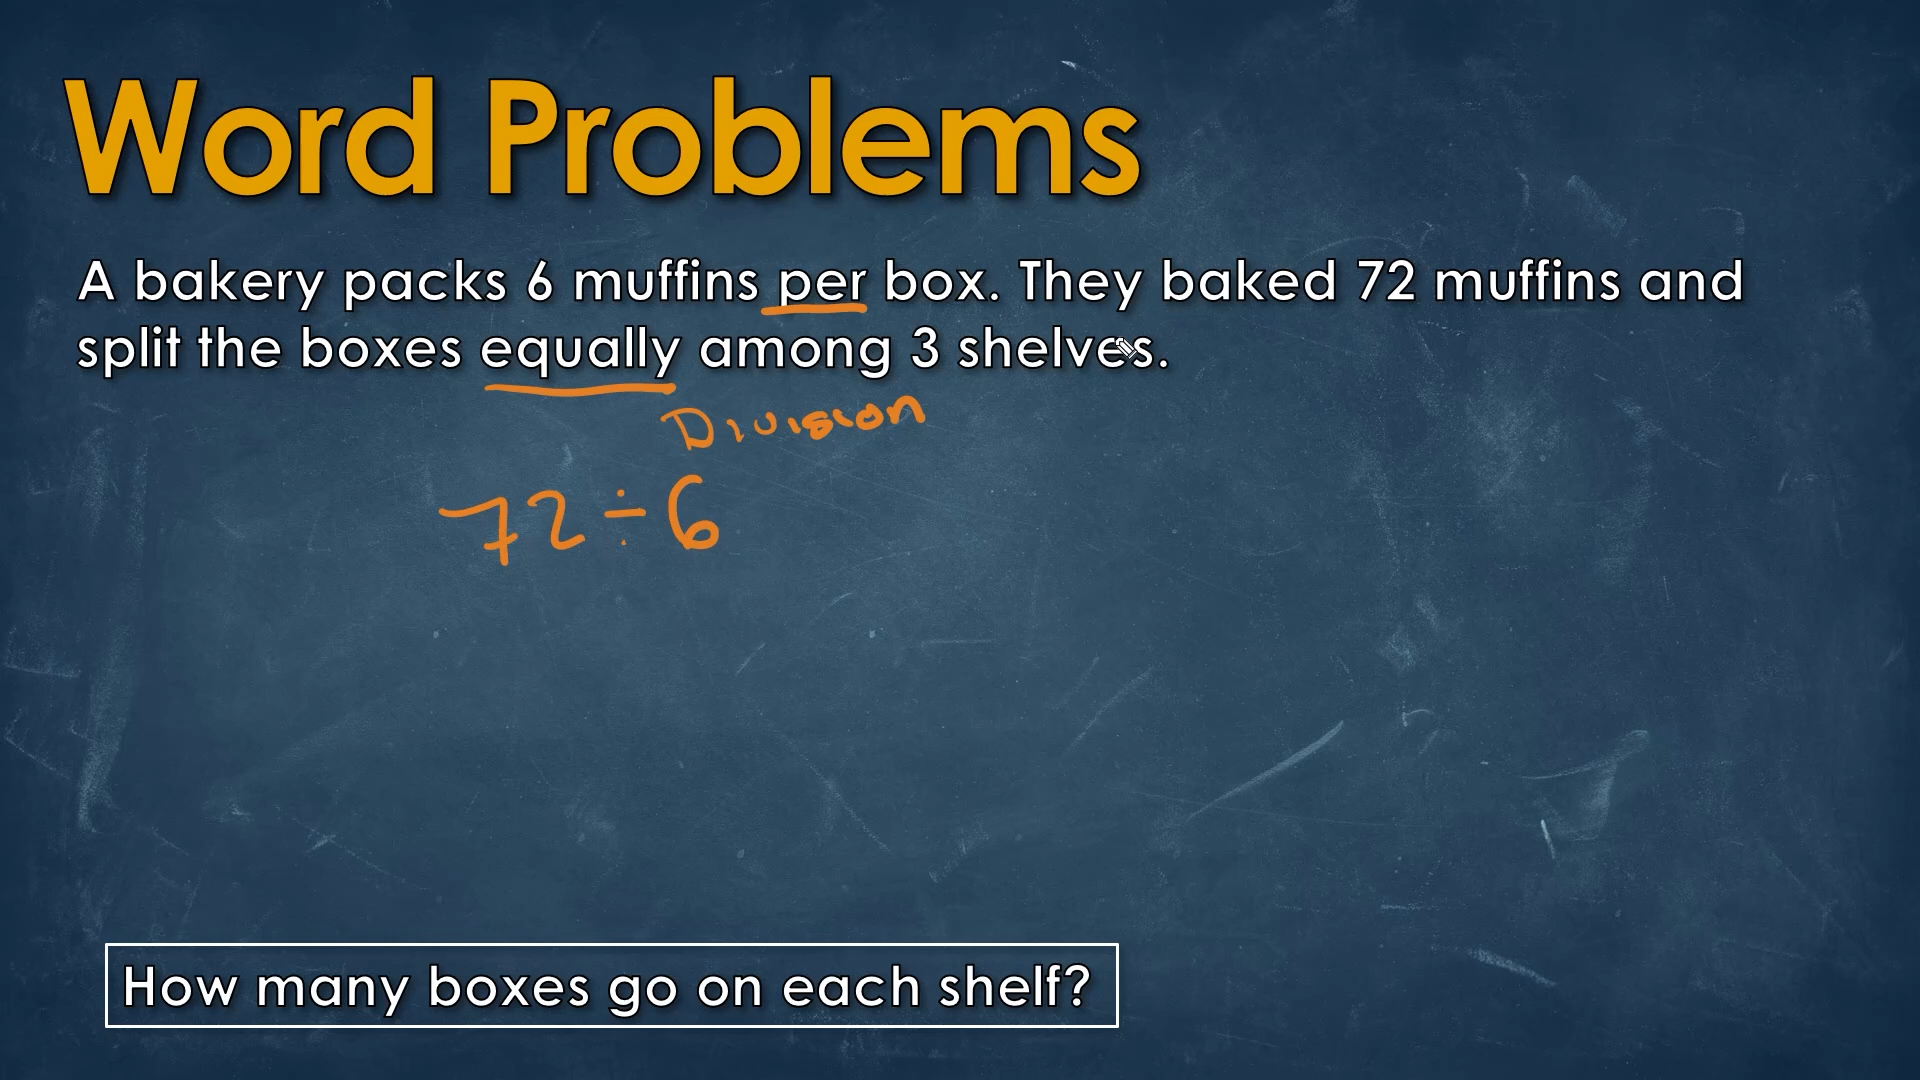 Word Problems
A bakery packs 6 muffins per box. They baked 72 muffins and
split the boxes equally among 3 shelves.
Division
72 ÷ 6
How many boxes go on each shelf?